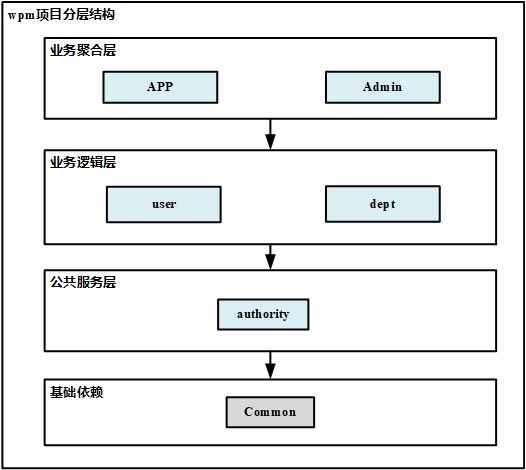 wpm项目分层结构
业务聚合层
APP
Admin
业务逻辑层
user
dept
公共服务层
authority
基础依赖
Common